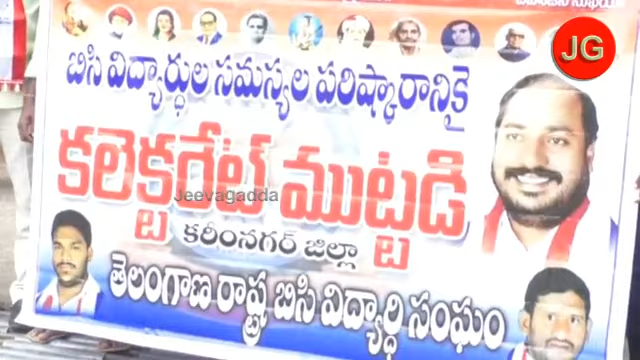 JG
బిసి విద్యార్థుల సమస్యల పరిష్కారానికై
కలెక్టరేట్ ముట్టడి
Jeevagadda
కరీంనగర్ జిల్లా
తెలంగాణ రాష్ట్ర బిసి విద్యార్థి సంఘం